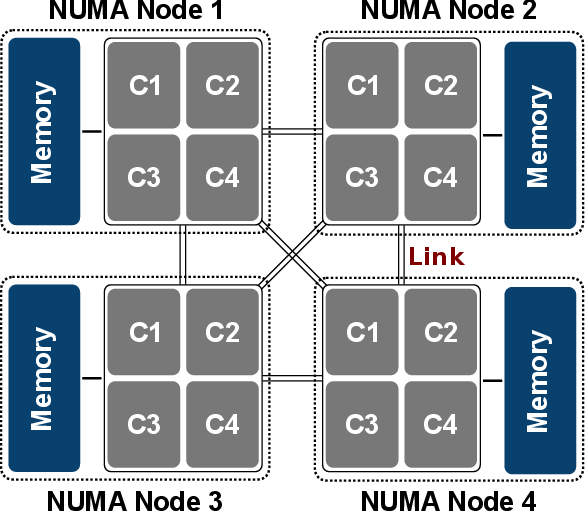 NUMA Node 1
NUMA Node 2
Memory
C1 C2
C3 C4
C1 C2
C3 C4
Memory
Link
Memory
C1 C2
C3 C4
C1 C2
C3 C4
Memory
NUMA Node 3
NUMA Node 4